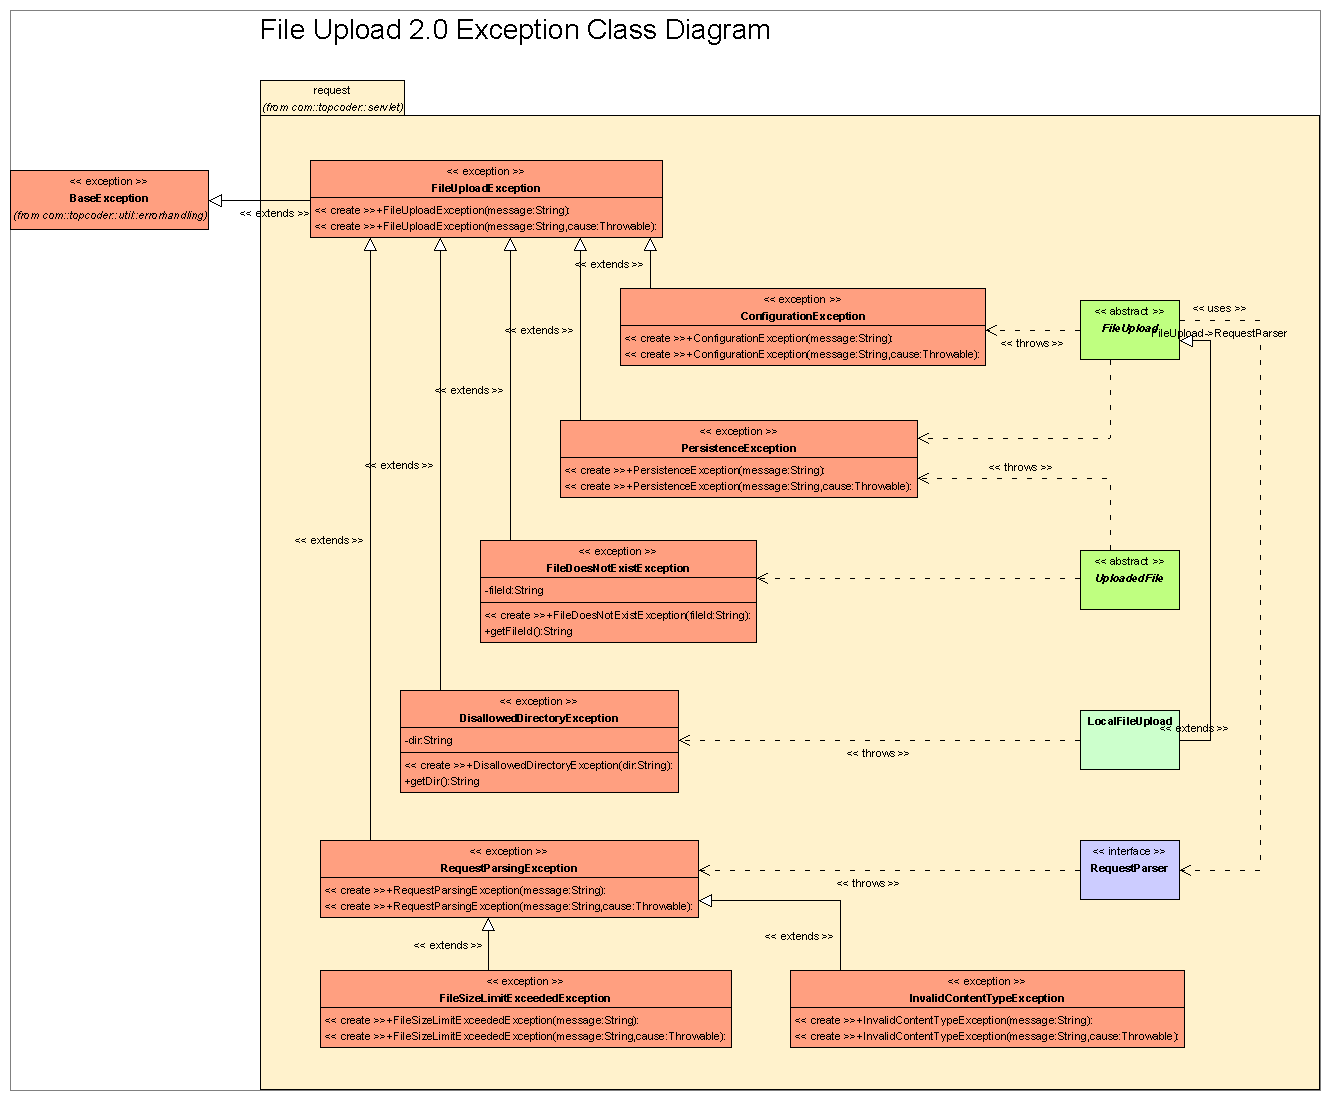 File Upload 2.0 Exception Class Diagram
request
(from com::topcoder::servlet)
<< exception >>
BaseException
(from com::topcoder::util::errorhandling)
<< extends >>
<< exception >>
FileUploadException
<< create >>+FileUploadException(message:String):
<< create >>+FileUploadException(message:String,cause:Throwable):
<< extends >>
<< exception >>
ConfigurationException
<< create >>+ConfigurationException(message:String):
<< create >>+ConfigurationException(message:String,cause:Throwable):
<< throws >>
<< abstract >>
FileUpload
<< uses >>
FileUpload->RequestParser
<< extends >>
<< extends >>
<< exception >>
PersistenceException
<< create >>+PersistenceException(message:String):
<< create >>+PersistenceException(message:String,cause:Throwable):
<< throws >>
<< extends >>
<< extends >>
<< exception >>
FileDoesNotExistException
-fileId:String
<< create >>+FileDoesNotExistException(fileId:String):
+getFileId():String
<< abstract >>
UploadedFile
<< exception >>
DisallowedDirectoryException
-dir:String
<< create >>+DisallowedDirectoryException(dir:String):
+getDir():String
<< throws >>
LocalFileUpload
<< extends >>
<< exception >>
RequestParsingException
<< create >>+RequestParsingException(message:String):
<< create >>+RequestParsingException(message:String,cause:Throwable):
<< throws >>
<< interface >>
RequestParser
<< extends >>
<< extends >>
<< exception >>
FileSizeLimitExceededException
<< create >>+FileSizeLimitExceededException(message:String):
<< create >>+FileSizeLimitExceededException(message:String,cause:Throwable):
<< exception >>
InvalidContentTypeException
<< create >>+InvalidContentTypeException(message:String):
<< create >>+InvalidContentTypeException(message:String,cause:Throwable):